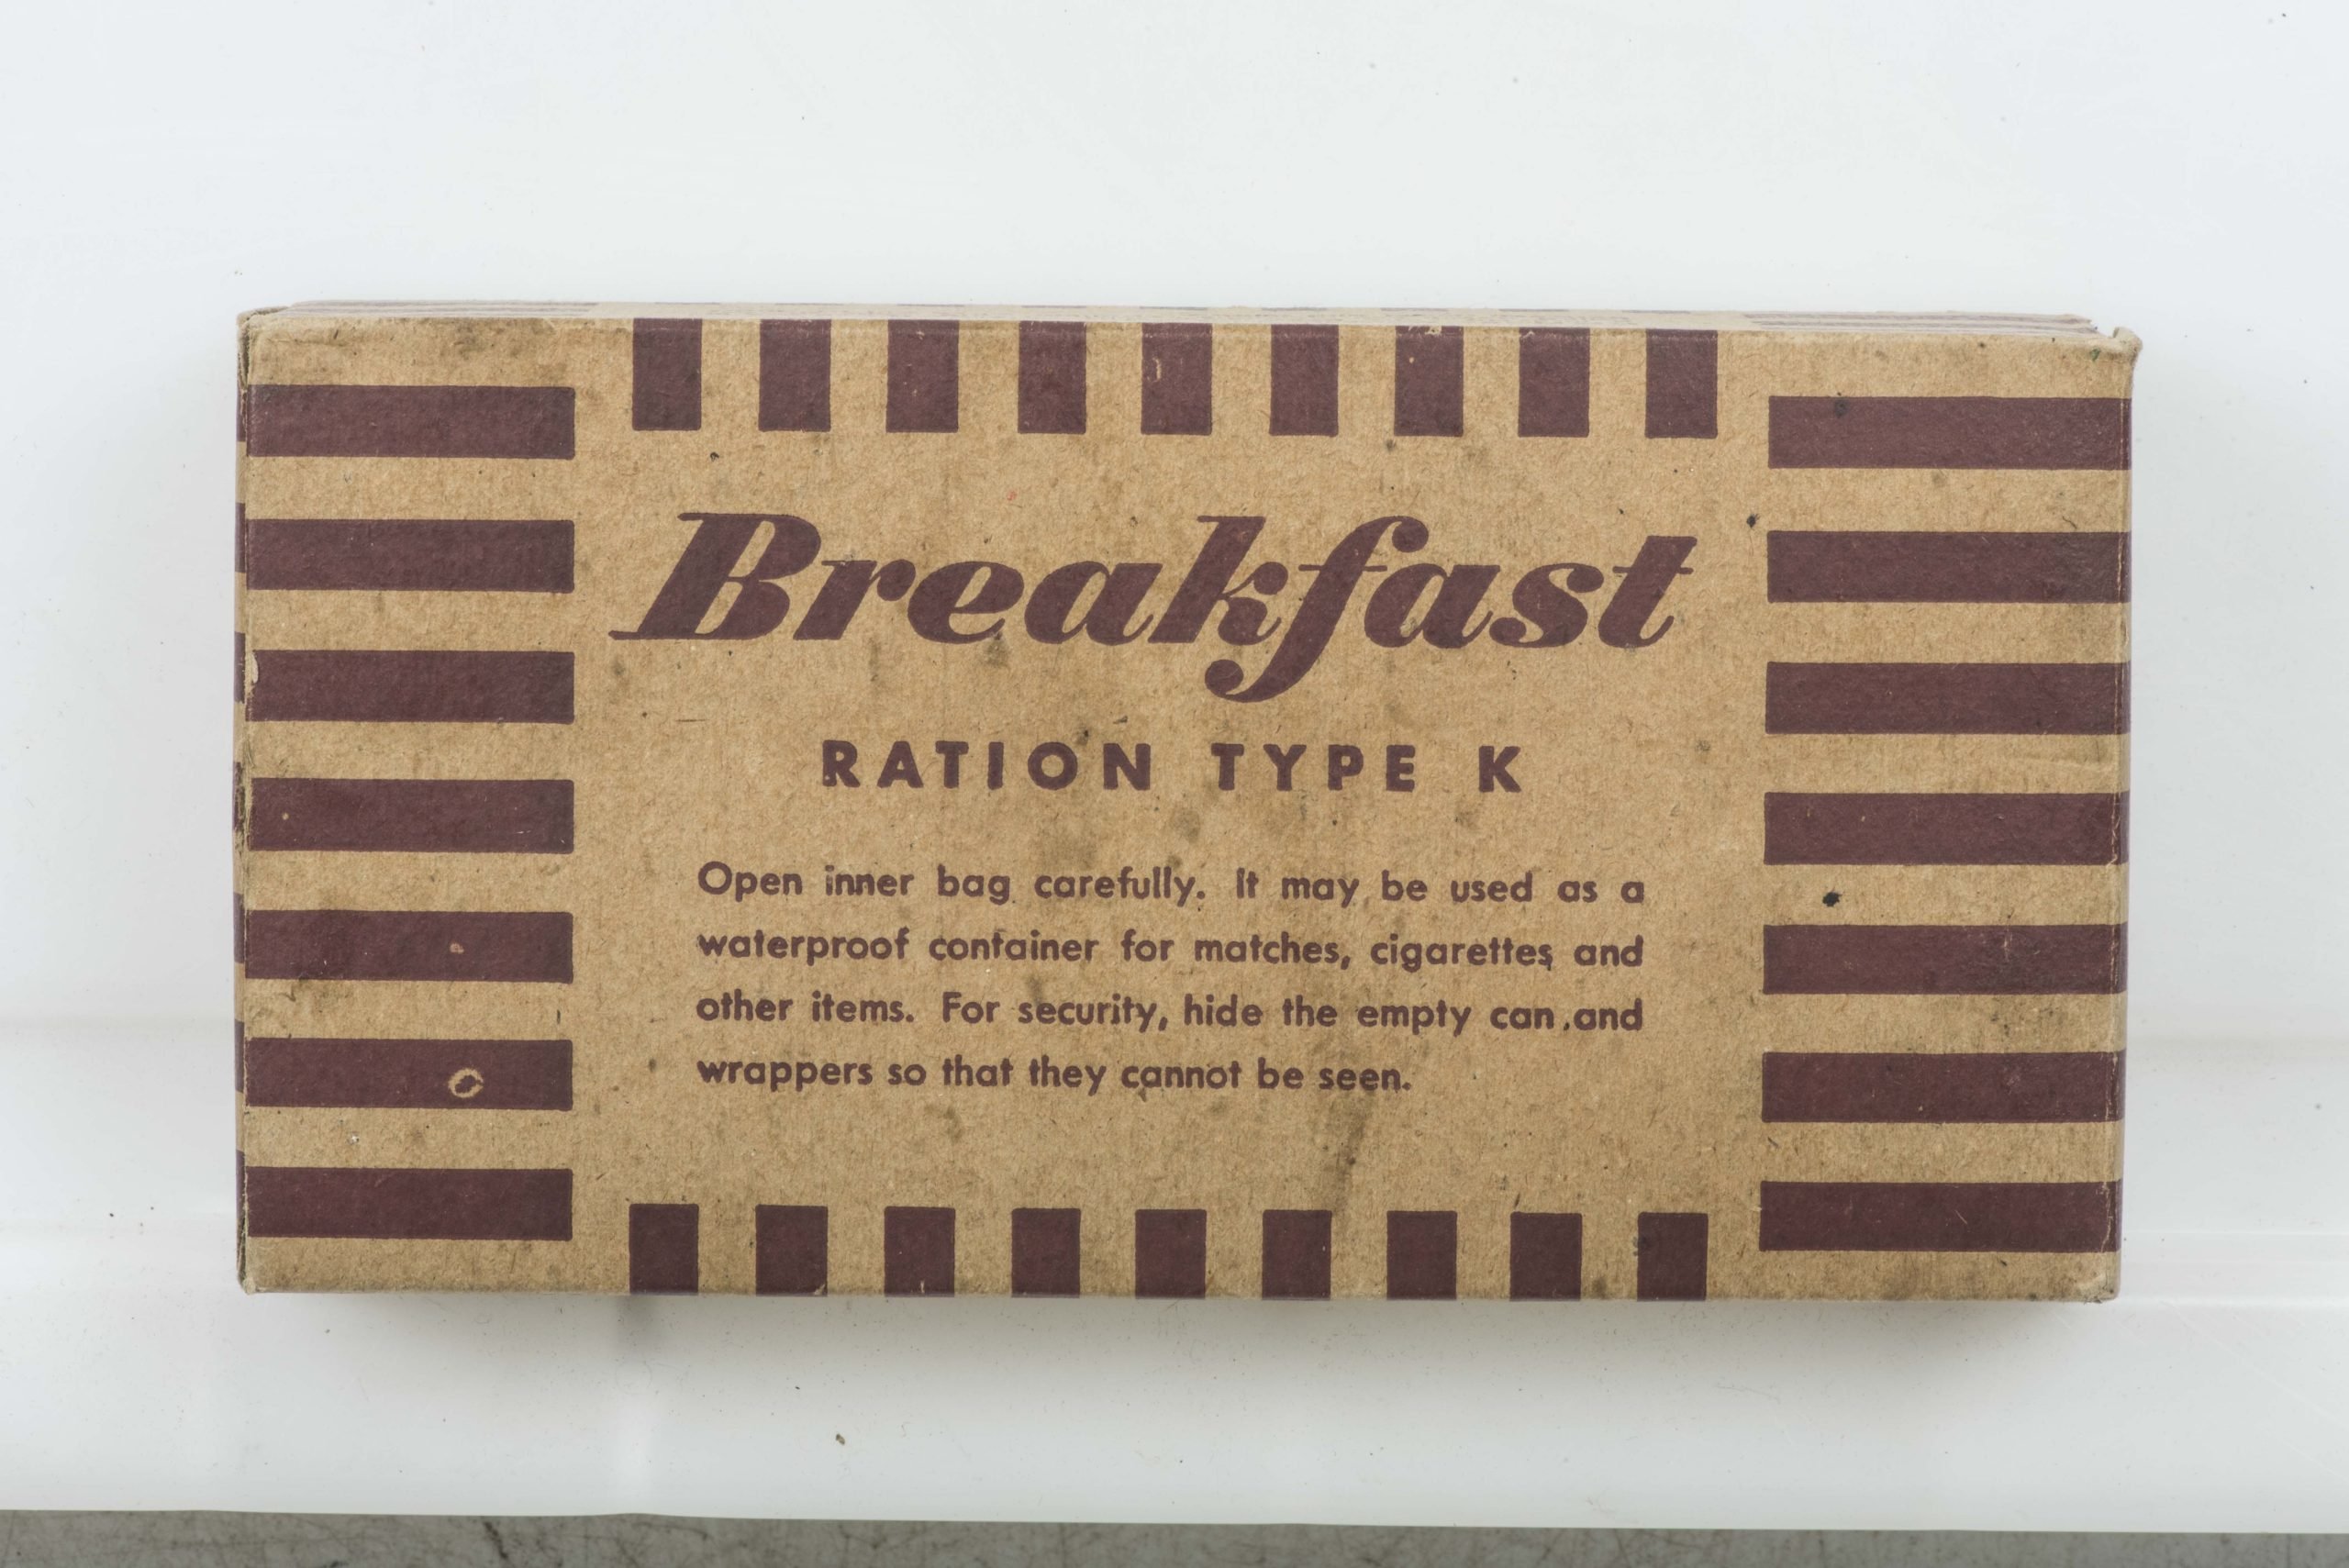 Breakfast
RATION TYPE K
Open inner bag carefully. It may be used as a
waterproof container for matches, cigarettes and
other items. For security, hide the empty can and
wrappers so that they cannot be seen.